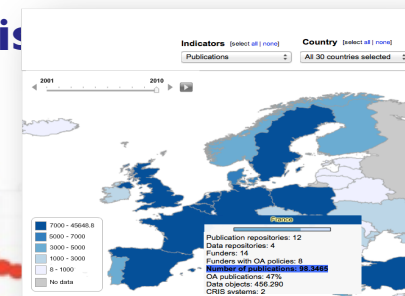 is
Indicators [select all | none]
Country [select all | none]
Publications
All 30 countries selected
2001
2010
7000 - 45648.8
5000 - 7000
3000 - 5000
1000 - 3000
8 - 1000
No data
France
Publication repositories: 12
Data repositories: 4
Funders: 14
Funders with OA policies: 8
Number of publications: 98.3465
OA publications: 47%
Data objects: 456.290
CRIS systems: 2